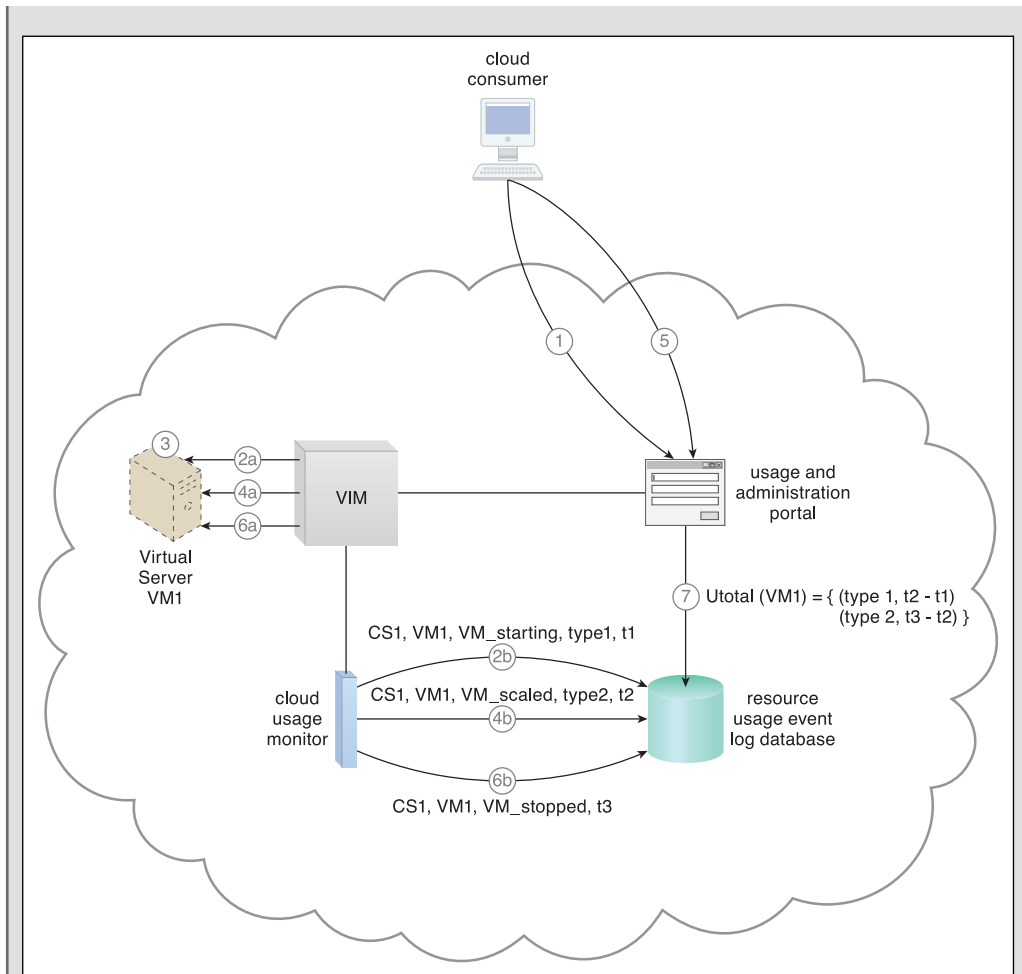 cloud
consumer
1
5
3
2a
4a
6a
VIM
Virtual
Server
VM1
usage and
administration
portal
7
Utotal (VM1) = { (type 1, t2 - t1)
(type 2, t3 - t2) }
CS1, VM1, VM_starting, type1, t1
2b
CS1, VM1, VM_scaled, type2, t2
4b
cloud
usage
monitor
resource
usage event
log database
6b
CS1, VM1, VM_stopped, t3